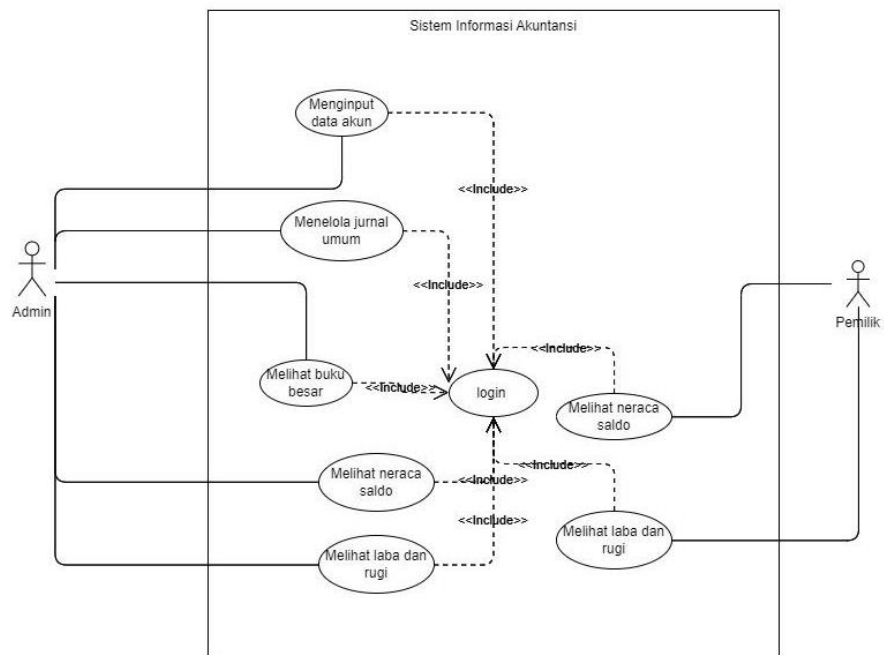 Sistem Informasi Akuntansi
Menginput
data akun
<<Include>>
Menelola jurnal
umum
<<Include>>
Admin
Pemilik
<<Include>>
Melihat buku
besar
<<Include>>
login
Melihat neraca
saldo
Melihat neraca
saldo
<<Include>>
<<Include>>
<<Include>>
Melihat laba dan
rugi
Melihat laba dan
rugi